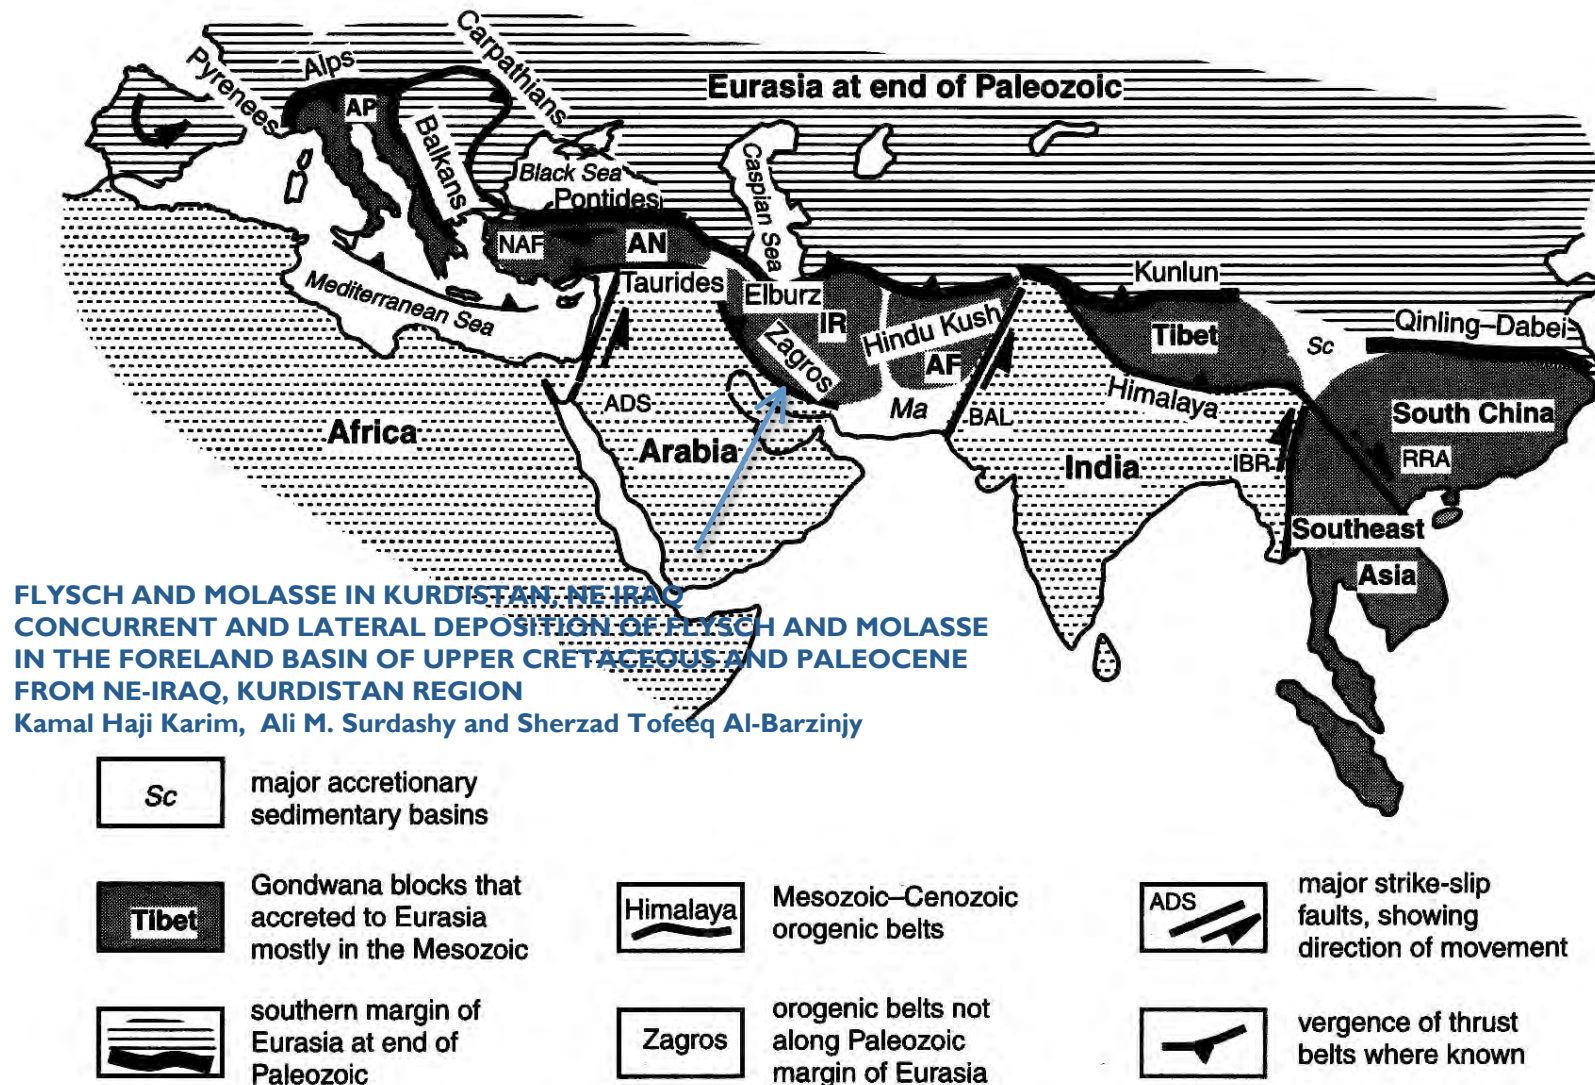 Carpathians
Pyrenees
Alps
AP
Eurasia at end of Paleozoic
Balkans
Black Sea
Caspian Sea
Pontides
NAF
AN
Kunlun
Mediterranean Sea
Taurides
Elburz
IR
Hindu Kush
Tibet
Sc
Qinling–Dabei
Zagros
AF
Himalaya
ADS
Ma
BAL
South China
Africa
Arabia
India
IBR
RRA
Southeast
Asia
FLYSCH AND MOLASSE IN KURDISTAN, NE IRAQ
CONCURRENT AND LATERAL DEPOSITION OF FLYSCH AND MOLASSE
IN THE FORELAND BASIN OF UPPER CRETACEOUS AND PALEOCENE
FROM NE-IRAQ, KURDISTAN REGION
Kamal Haji Karim, Ali M. Surdashy and Sherzad Tofeeq Al-Barzinjy
Sc
major accretionary
sedimentary basins
Tibet
Gondwana blocks that
accreted to Eurasia
mostly in the Mesozoic
southern margin of
Eurasia at end of
Paleozoic
Himalaya
Mesozoic–Cenozoic
orogenic belts
Zagros
orogenic belts not
along Paleozoic
margin of Eurasia
ADS
major strike-slip
faults, showing
direction of movement
vergence of thrust
belts where known